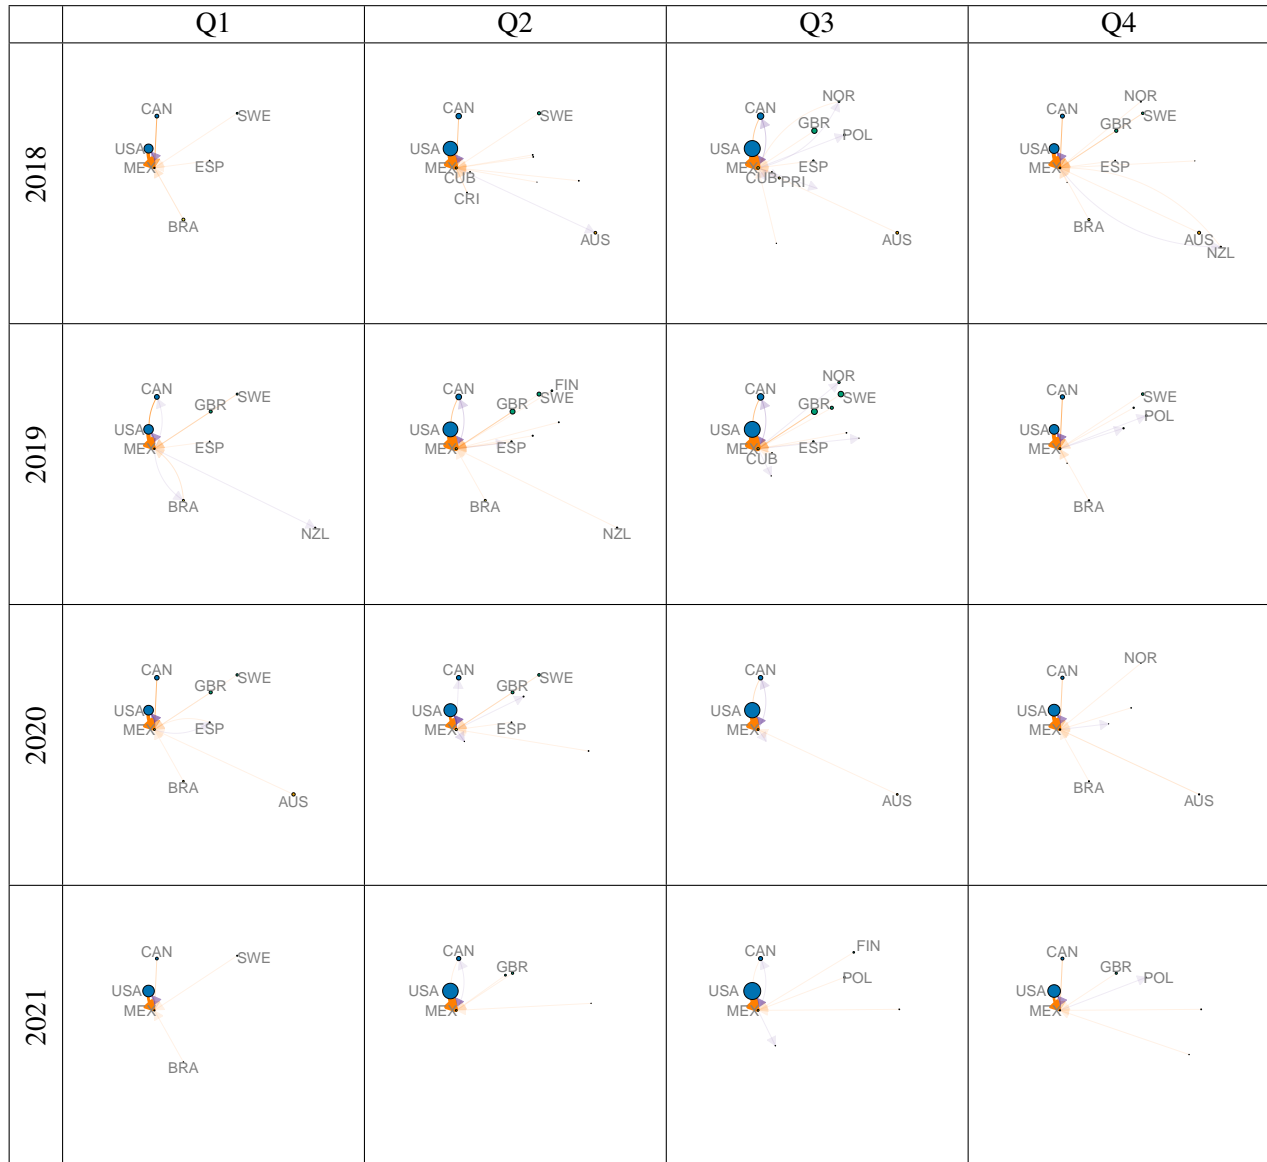 Q1 Q2 Q3 Q4
2018
CAN SWE USA MEX ESP BRA
CAN SWE USA MEX CUB CRI AUS
NOR CAN GBR POL USA MEX ESP CUB PRI AUS
NOR CAN SWE GBR USA MEX ESP BRA AUS NZL
2019
CAN SWE GBR USA MEX ESP BRA NZL
FIN CAN SWE GBR USA MEX ESP BRA NZL
NOR CAN SWE GBR USA MEX ESP CUB
CAN SWE POL USA MEX BRA
2020
CAN SWE GBR USA MEX ESP BRA AUS
CAN SWE GBR USA MEX ESP
CAN USA MEX AUS
NOR CAN USA MEX BRA AUS
2021
CAN SWE USA MEX BRA
CAN GBR USA MEX
FIN CAN POL USA MEX
CAN GBR POL USA MEX